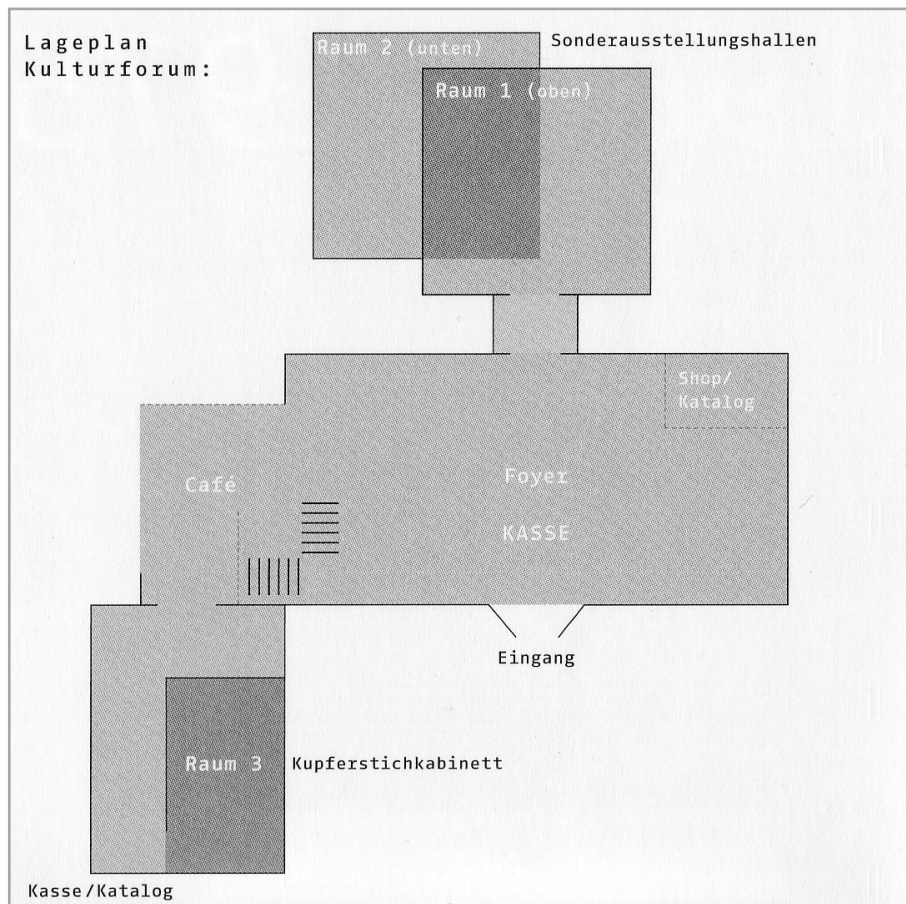 Lageplan
Kulturforum:
Raum 2 (unten)
Sonderausstellungshallen
Raum 1 (oben)
Shop/
Katalog
Café
Foyer
KASSE
Eingang
Raum 3
Kupferstichkabinett
Kasse/Katalog